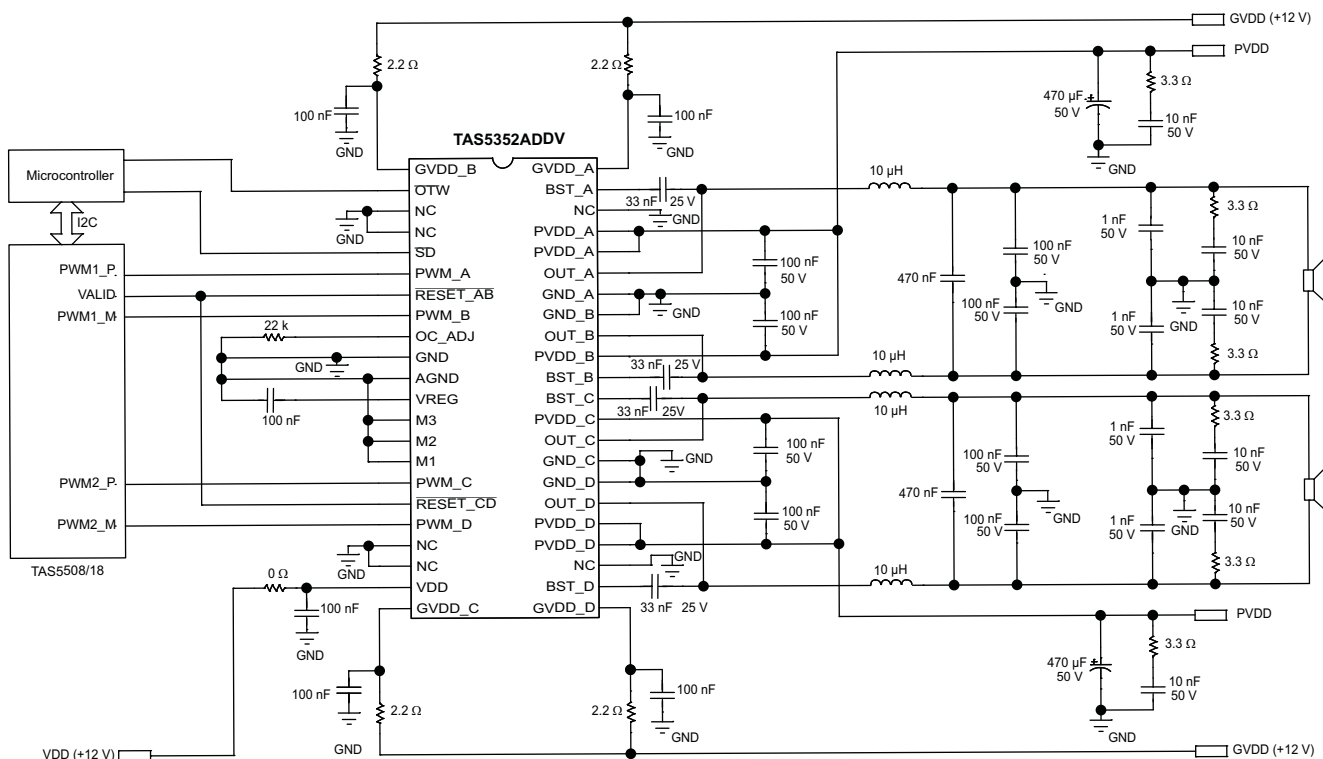 GVDD (+12 V)
PVDD
2.2 Ω
2.2 Ω
3.3 Ω
470 µF
50 V
10 nF
50 V
100 nF
GND
100 nF
GND
GND
TAS5352ADDV
Microcontroller
I2C
PWM1_P
VALID
PWM1_M
PWM2_P
PWM2_M
TAS5508/18
GVDD_B
OTW
NC
NC
SD
PWM_A
RESET_AB
PWM_B
OC_ADJ
GND
AGND
VREG
M3
M2
M1
PWM_C
RESET_CD
PWM_D
NC
NC
VDD
GVDD_C
GVDD_A
BST_A
NC
PVDD_A
PVDD_A
OUT_A
GND_A
GND_B
OUT_B
PVDD_B
BST_B
BST_C
PVDD_C
OUT_C
GND_C
GND_D
OUT_D
PVDD_D
PVDD_D
NC
BST_D
GVDD_D
GND
22 k
GND
100 nF
GND
0 Ω
100 nF
GND
33 nF 25 V
GND
100 nF
50 V
GND
100 nF
50 V
33 nF 25 V
33 nF 25V
GND
100 nF
50 V
100 nF
50 V
GND
33 nF 25 V
10 µH
470 nF
100 nF
50 V
GND
100 nF
50 V
1 nF
50 V
3.3 Ω
10 nF
50 V
GND
1 nF
50 V
10 nF
50 V
3.3 Ω
10 µH
10 µH
470 nF
100 nF
50 V
GND
100 nF
50 V
1 nF
50 V
3.3 Ω
10 nF
50 V
GND
1 nF
50 V
10 nF
50 V
3.3 Ω
10 µH
PVDD
3.3 Ω
470 µF
50 V
10 nF
50 V
GND
100 nF
2.2 Ω
GND
2.2 Ω
100 nF
GND
VDD (+12 V)
GVDD (+12 V)